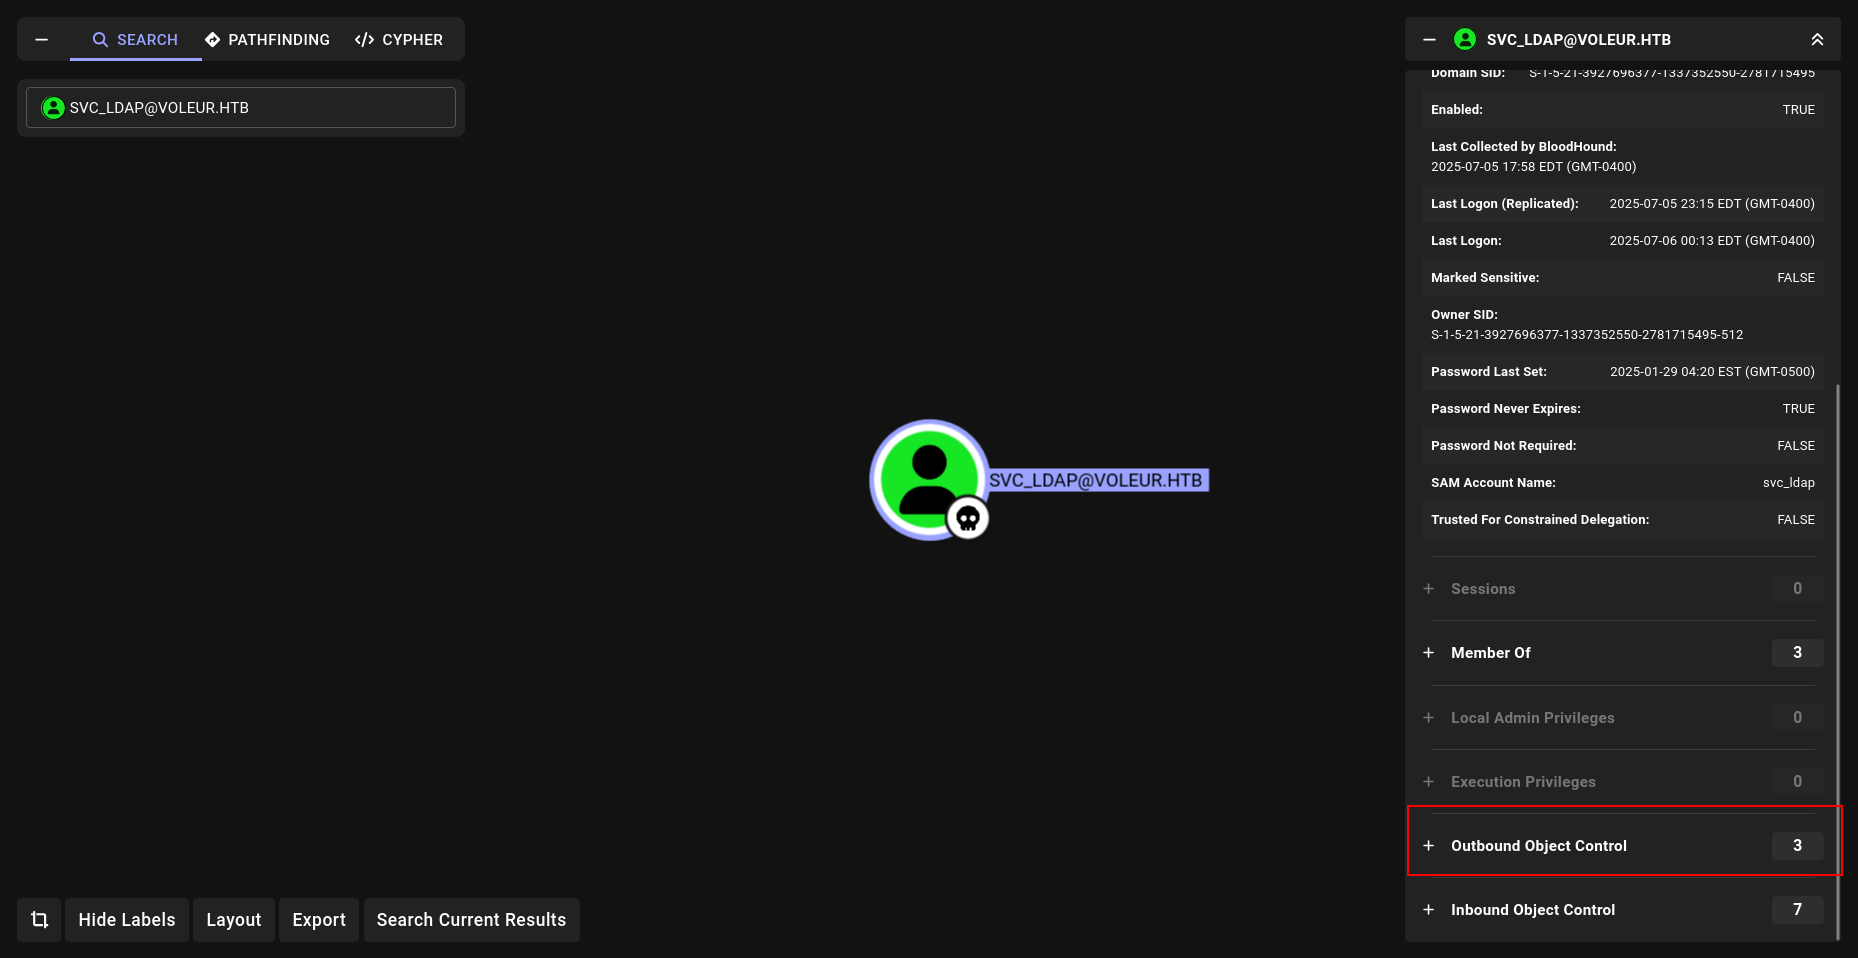 SEARCH PATHFINDING CYPHER
SVC_LDAP@VOLEUR.HTB
SVC_LDAP@VOLEUR.HTB
Hide Labels Layout Export Search Current Results
SVC_LDAP@VOLEUR.HTB
Domain SID: S-1-5-21-3927696377-1337352550-2781715495
Enabled: TRUE
Last Collected by BloodHound:
2025-07-05 17:58 EDT (GMT-0400)
Last Logon (Replicated): 2025-07-05 23:15 EDT (GMT-0400)
Last Logon: 2025-07-06 00:13 EDT (GMT-0400)
Marked Sensitive: FALSE
Owner SID:
S-1-5-21-3927696377-1337352550-2781715495-512
Password Last Set: 2025-01-29 04:20 EST (GMT-0500)
Password Never Expires: TRUE
Password Not Required: FALSE
SAM Account Name: svc_ldap
Trusted For Constrained Delegation: FALSE
Sessions 0
Member Of 3
Local Admin Privileges 0
Execution Privileges 0
Outbound Object Control 3
Inbound Object Control 7